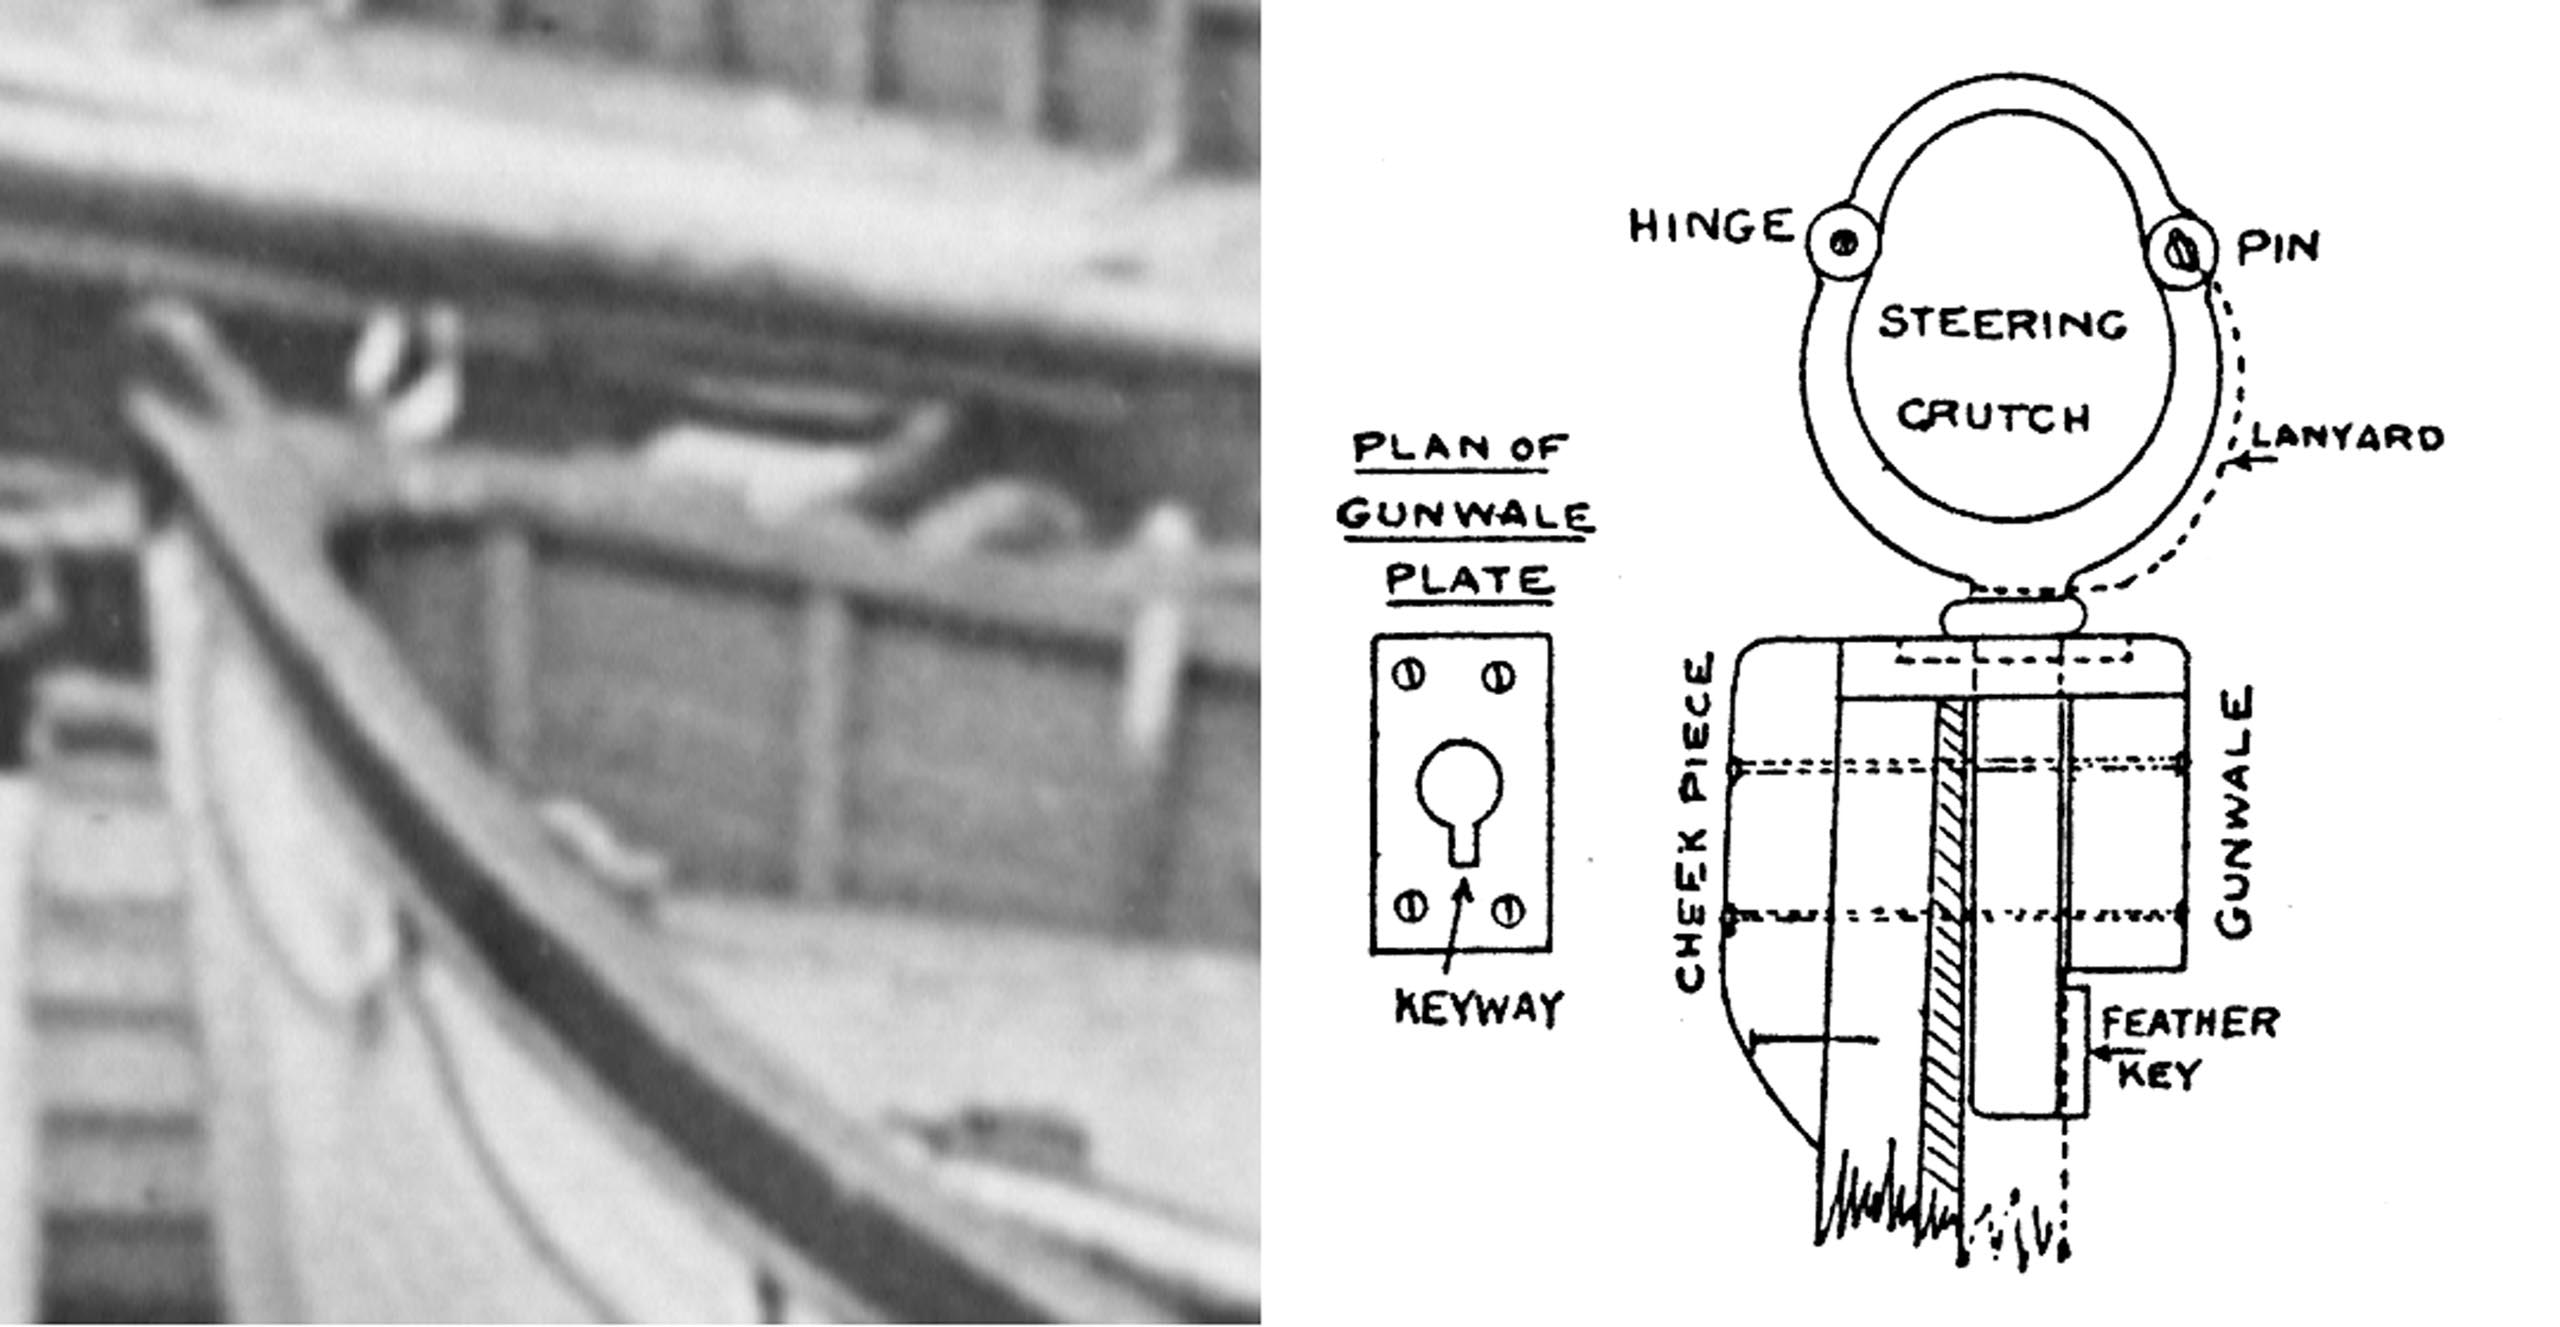 HINGE
PIN
STEERING
CRUTCH
LANYARD
PLAN OF
GUNWALE
PLATE
KEYWAY
CHEEK PIECE
GUNWALE
FEATHER
KEY